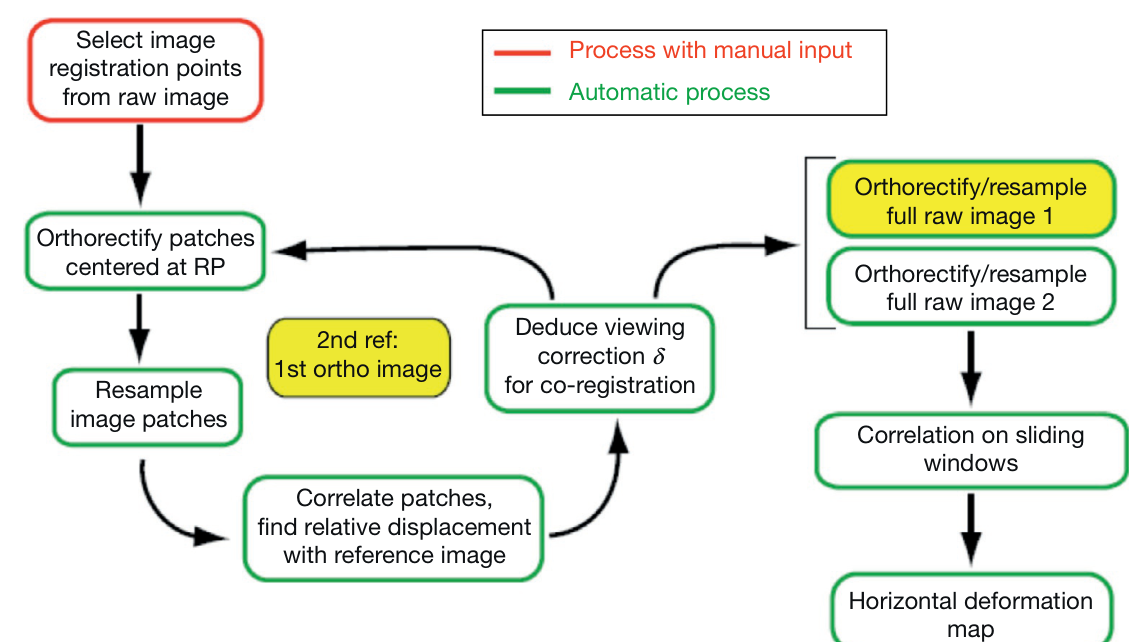 Select image
registration points
from raw image
Process with manual input
Automatic process
Orthorectify patches
centered at RP
Resample
image patches
2nd ref:
1st ortho image
Correlate patches,
find relative displacement
with reference image
Deduce viewing
correction δ
for co-registration
Orthorectify/resample
full raw image 1
Orthorectify/resample
full raw image 2
Correlation on sliding
windows
Horizontal deformation
map